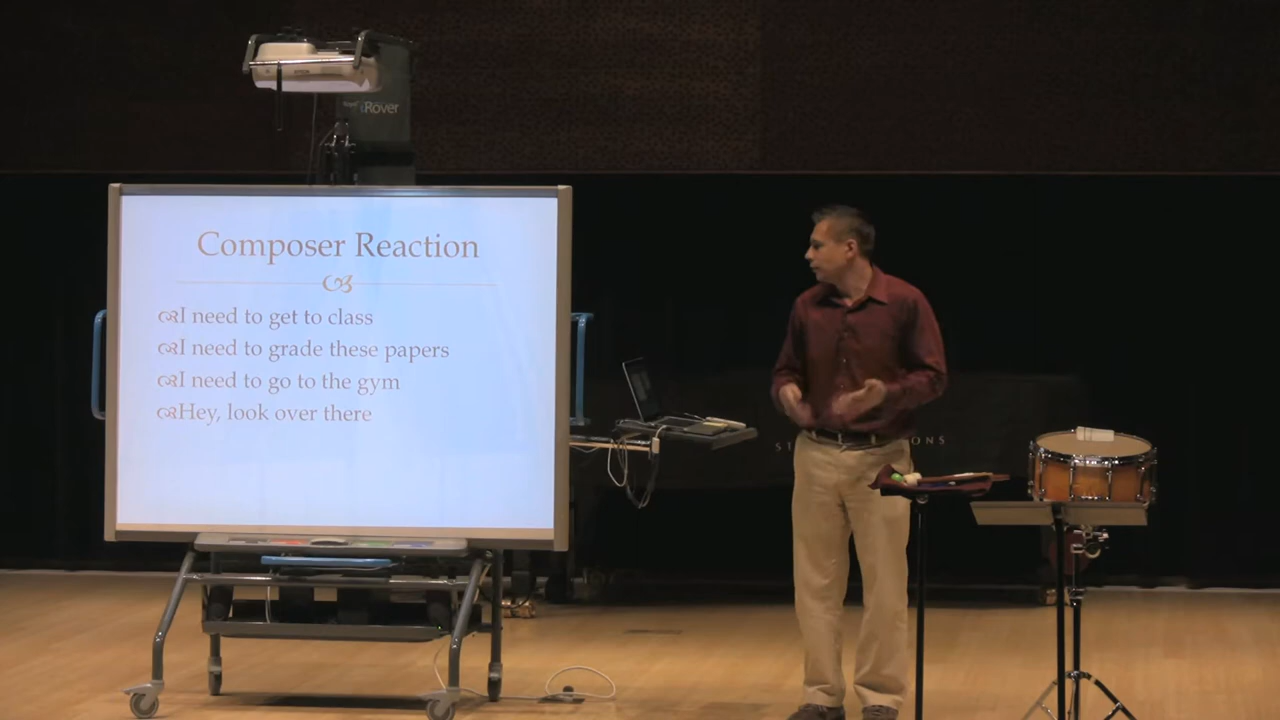 Rover
Composer Reaction
I need to get to class
I need to grade these papers
I need to go to the gym
Hey, look over there